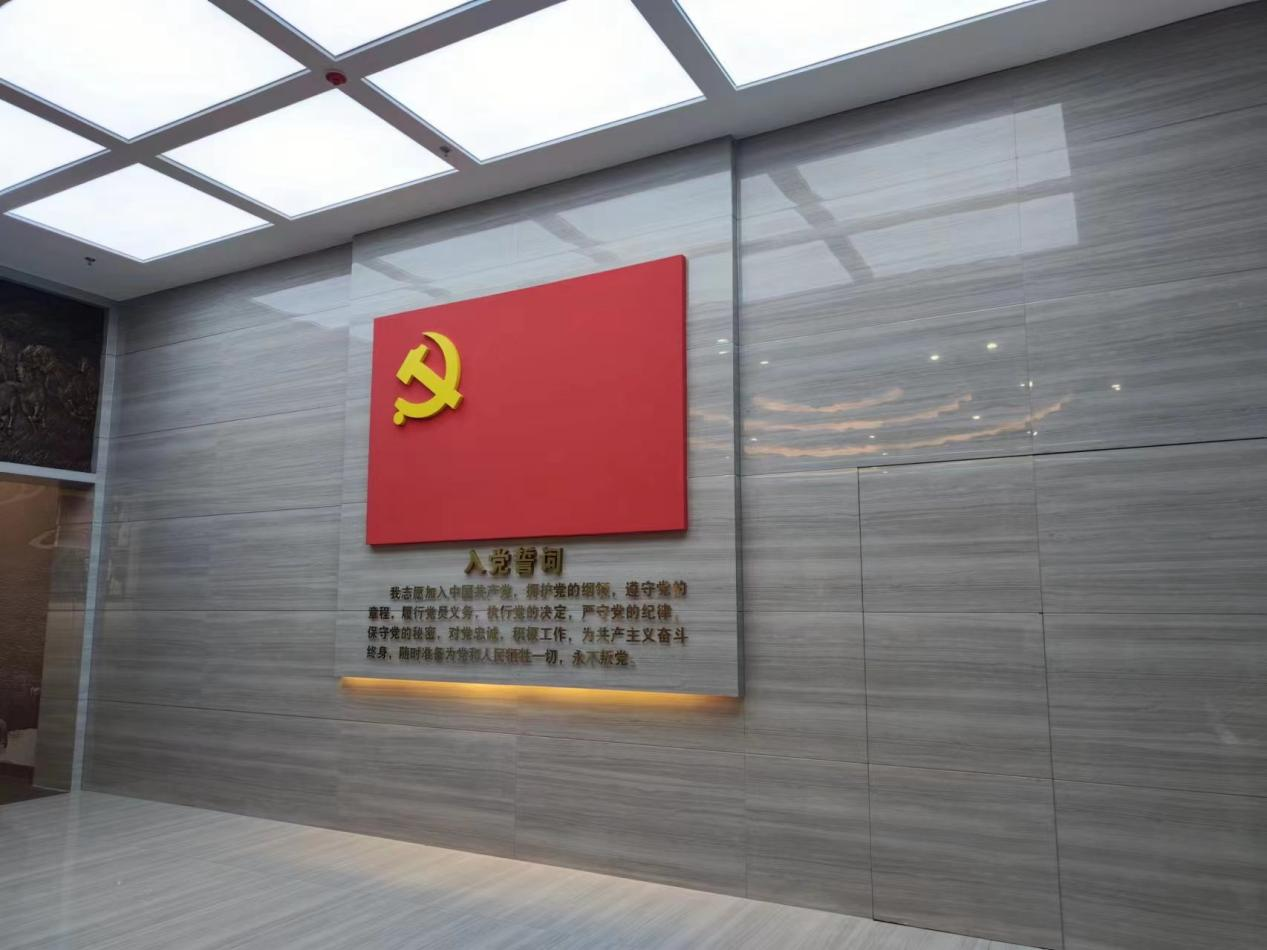 入党誓词
我志愿加入中国共产党，拥护党的纲领，遵守党的
章程，履行党员义务，执行党的决定，严守党的纪律，
保守党的秘密，对党忠诚，积极工作，为共产主义奋斗
终身，随时准备为党和人民牺牲一切，永不叛党。